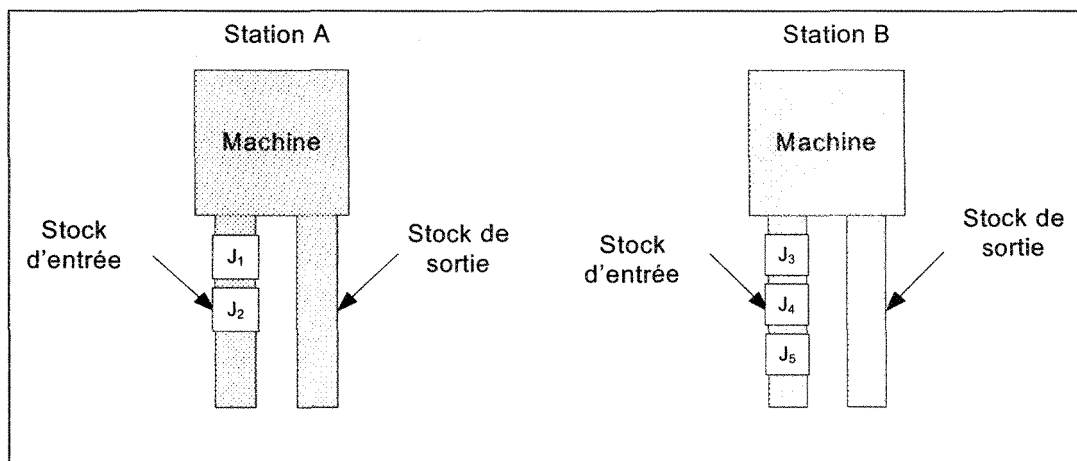 Station A
Station B
Machine
Machine
Stock
d'entrée
J₁
J₂
Stock de
sortie
Stock
d'entrée
J₃
J₄
J₅
Stock de
sortie